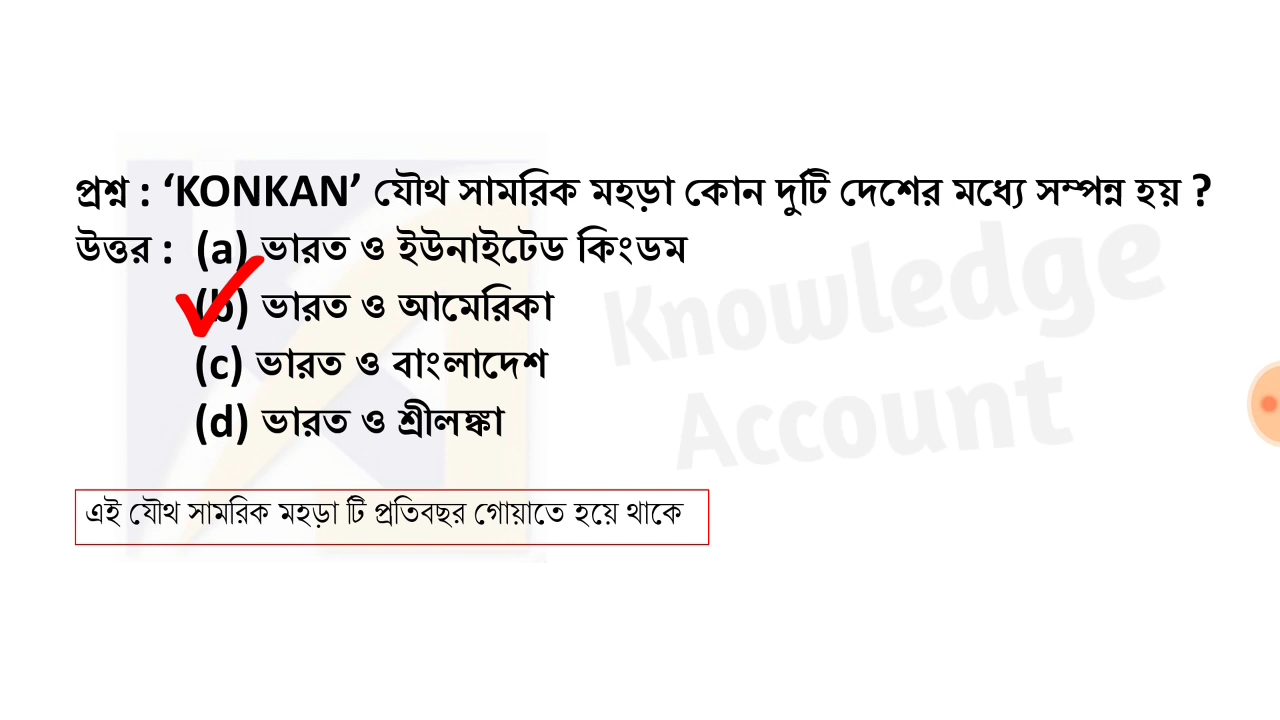 প্রশ্ন : ‘KONKAN’ যৌথ সামরিক মহড়া কোন দুটি দেশের মধ্যে সম্পন্ন হয় ?
উত্তর : (a) ভারত ও ইউনাইটেড কিংডম
(b) ভারত ও আমেরিকা
(c) ভারত ও বাংলাদেশ
(d) ভারত ও শ্রীলঙ্কা
এই যৌথ সামরিক মহড়া টি প্রতিবছর গোয়াতে হয়ে থাকে
Knowledge
Account